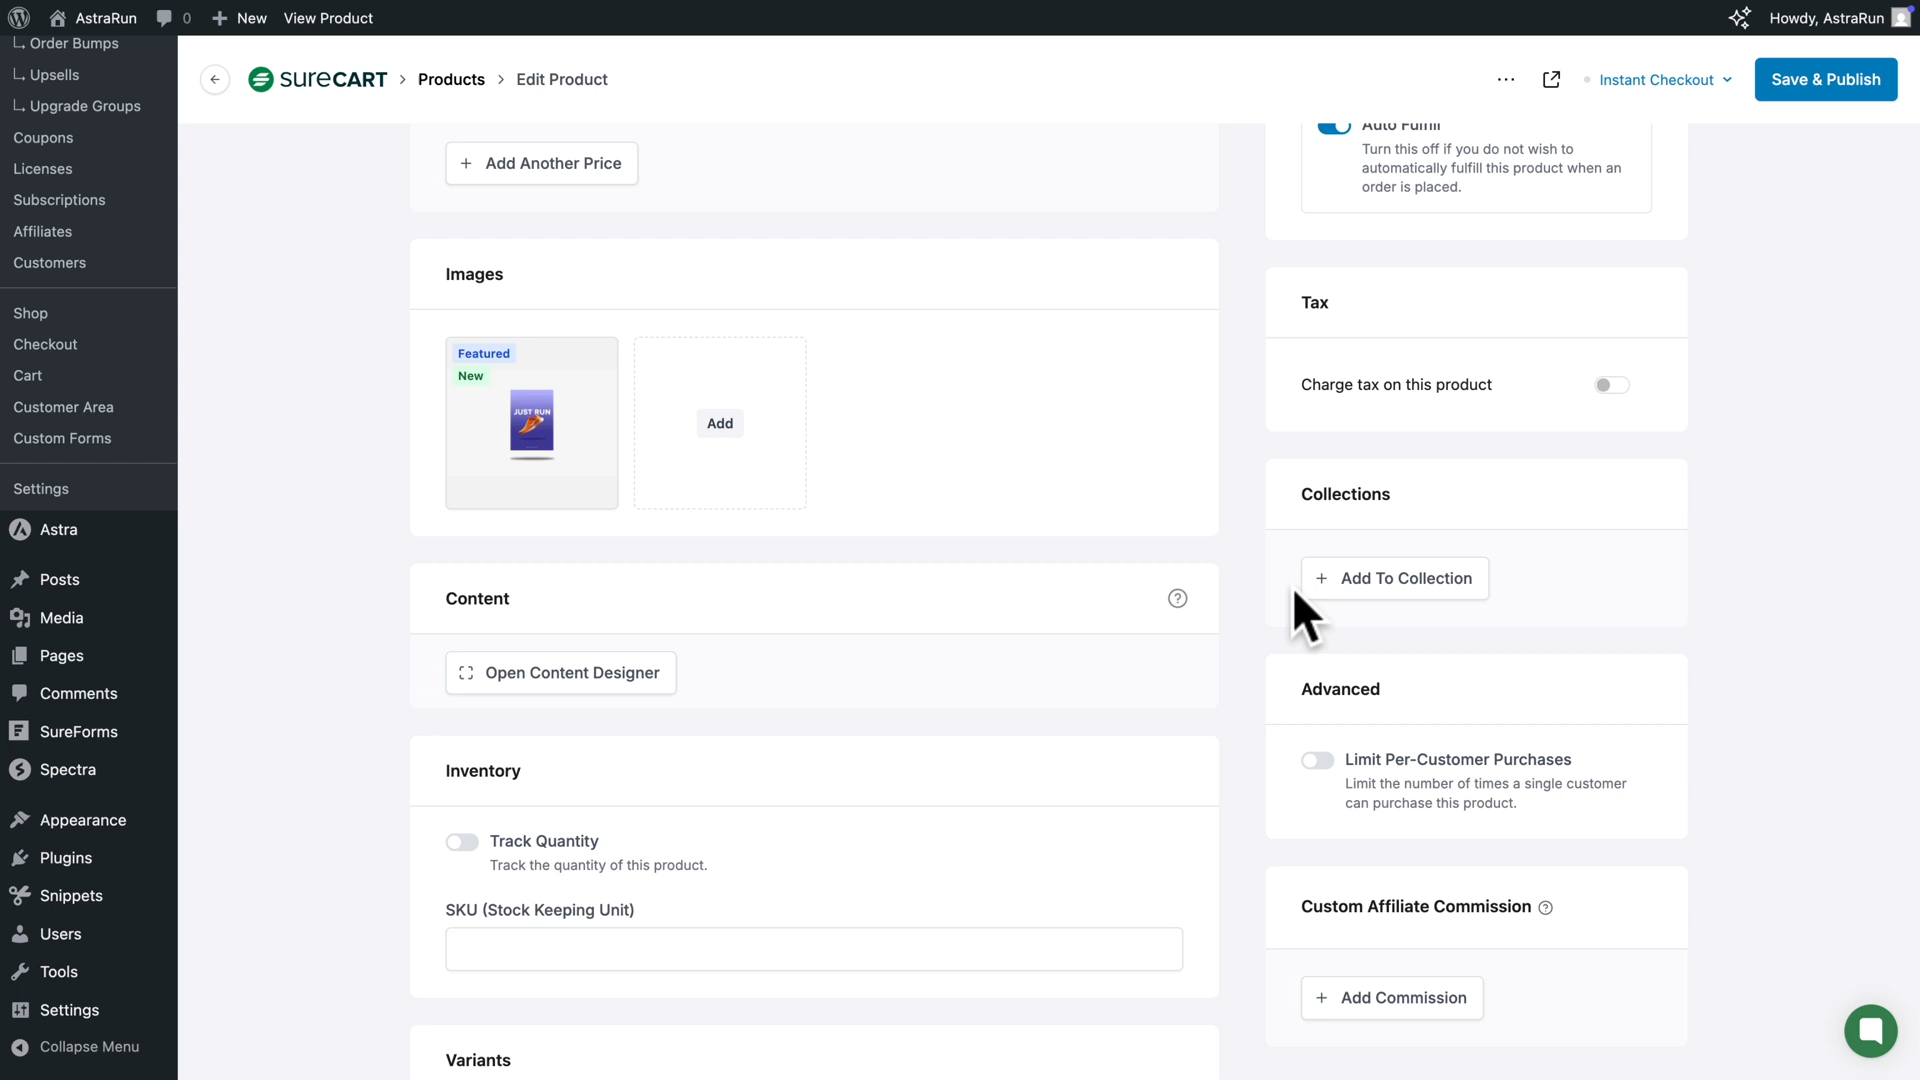 AstraRun
0
New
View Product
Howdy, AstraRun
Order Bumps
Upsells
Upgrade Groups
Coupons
Licenses
Subscriptions
Affiliates
Customers
Shop
Checkout
Cart
Customer Area
Custom Forms
Settings
Astra
Posts
Media
Pages
Comments
SureForms
Spectra
Appearance
Plugins
Snippets
Users
Tools
Settings
Collapse Menu
SURECART
Products
Edit Product
Instant Checkout
Save & Publish
Add Another Price
Images
Featured
New
JUST RUN
Add
Content
Open Content Designer
Inventory
Track Quantity
Track the quantity of this product.
SKU (Stock Keeping Unit)
Variants
Auto Fulfill
Turn this off if you do not wish to
automatically fulfill this product when an
order is placed.
Tax
Charge tax on this product
Collections
Add To Collection
Advanced
Limit Per-Customer Purchases
Limit the number of times a single customer
can purchase this product.
Custom Affiliate Commission
Add Commission